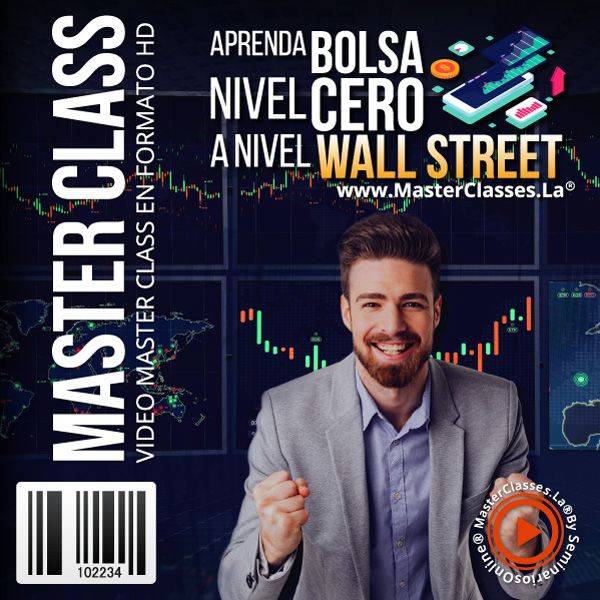 MASTER CLASS
VIDEO MASTER CLASS EN FORMATO HD
APRENDA BOLSA
NIVEL CERO
A NIVEL WALL STREET
www.MasterClasses.La®
MasterClasses.La® By SeminariosOnline®
102234